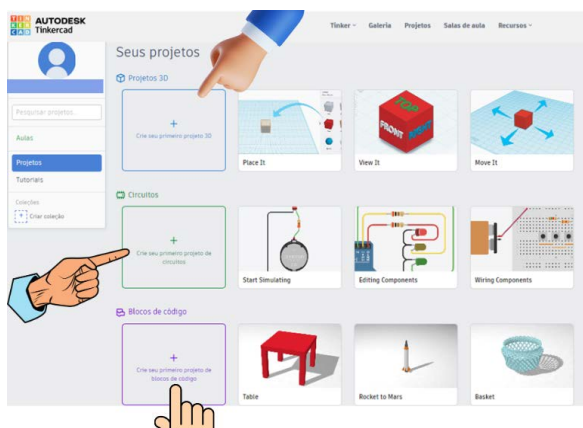 TIN
KER
CAD
AUTODESK
Tinkercad
Tinker
Galeria
Projetos
Salas de aula
Recursos
Seus projetos
Pesquisar projetos
Aulas
Projetos
Tutoriais
Coleções
+ Criar coleção
Projetos 3D
+
Crie seu primeiro projeto 3D
Place It
TOP
FRONT
View It
Move It
Circuitos
+
Crie seu primeiro projeto de
circuitos
Start Simulating
Editing Components
Wiring Components
Blocos de código
+
Crie seu primeiro projeto de
blocos de código
Table
Rocket to Mars
Basket